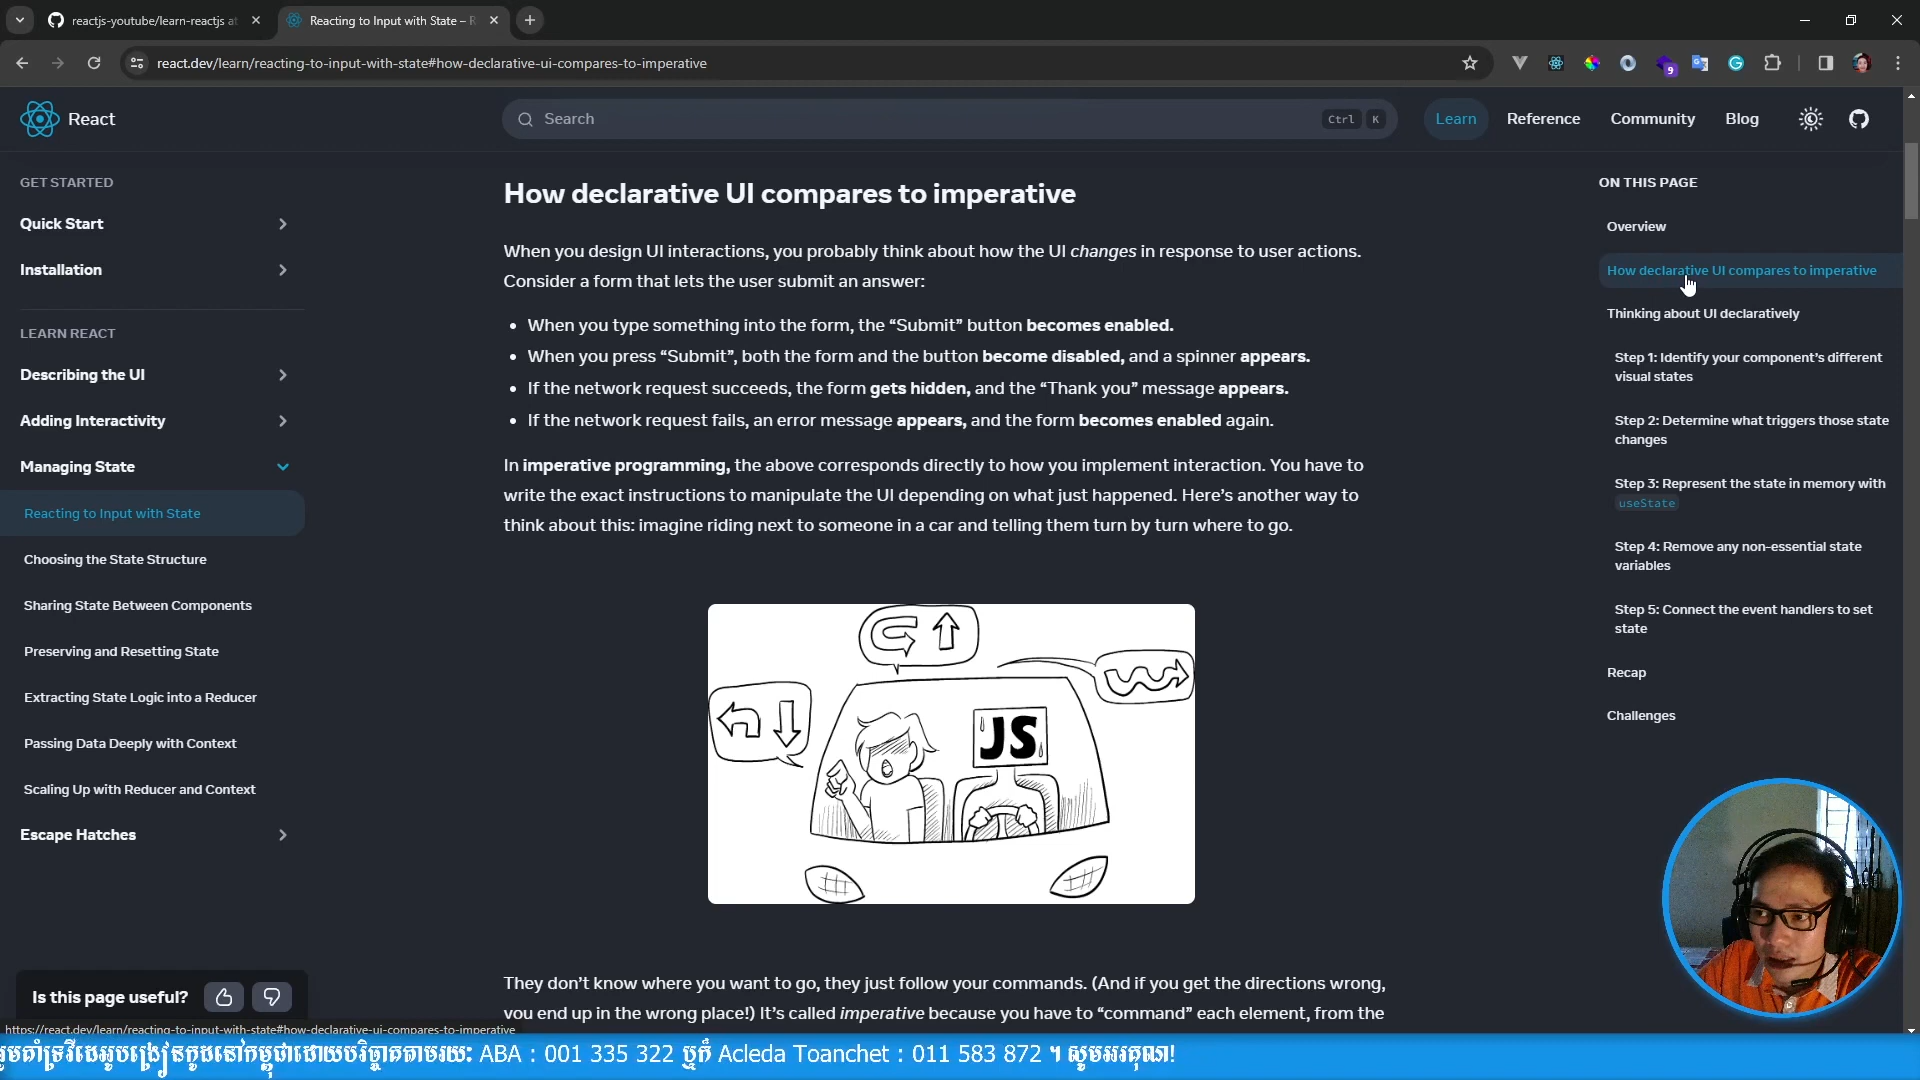 reactjs-youtube/learn-reactjs at
Reacting to Input with State – R
react.dev/learn/reacting-to-input-with-state#how-declarative-ui-compares-to-imperative
9
React
Search
Ctrl K
Learn
Reference
Community
Blog
GET STARTED
Quick Start
Installation
LEARN REACT
Describing the UI
Adding Interactivity
Managing State
Reacting to Input with State
Choosing the State Structure
Sharing State Between Components
Preserving and Resetting State
Extracting State Logic into a Reducer
Passing Data Deeply with Context
Scaling Up with Reducer and Context
Escape Hatches
Is this page useful?
How declarative UI compares to imperative
When you design UI interactions, you probably think about how the UI changes in response to user actions.
Consider a form that lets the user submit an answer:
• When you type something into the form, the “Submit” button becomes enabled.
• When you press “Submit”, both the form and the button become disabled, and a spinner appears.
• If the network request succeeds, the form gets hidden, and the “Thank you” message appears.
• If the network request fails, an error message appears, and the form becomes enabled again.
In imperative programming, the above corresponds directly to how you implement interaction. You have to
write the exact instructions to manipulate the UI depending on what just happened. Here’s another way to
think about this: imagine riding next to someone in a car and telling them turn by turn where to go.
JS
They don’t know where you want to go, they just follow your commands. (And if you get the directions wrong,
you end up in the wrong place!) It’s called imperative because you have to “command” each element, from the
ON THIS PAGE
Overview
How declarative UI compares to imperative
Thinking about UI declaratively
Step 1: Identify your component’s different
visual states
Step 2: Determine what triggers those state
changes
Step 3: Represent the state in memory with
useState
Step 4: Remove any non-essential state
variables
Step 5: Connect the event handlers to set
state
Recap
Challenges
https://react.dev/learn/reacting-to-input-with-state#how-declarative-ui-compares-to-imperative
ABA : 001 335 322 ឬក៏ Acleda Toanchet : 011 583 872 ។ សូមអរគុណ!